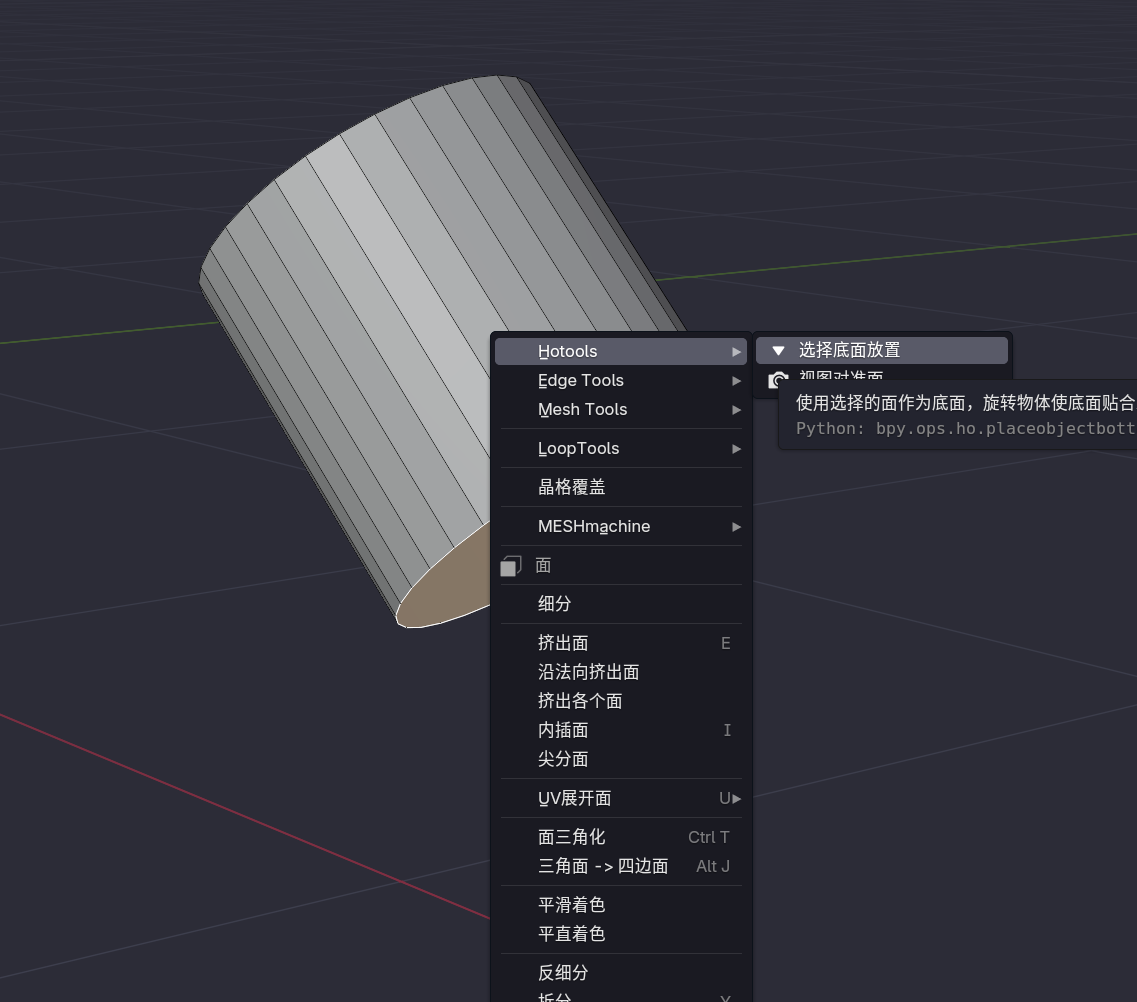 Hotools
Edge Tools
Mesh Tools
LoopTools
晶格覆盖
MESHmachine
面
细分
挤出面 E
沿法向挤出面
挤出各个面
内插面 I
尖分面
UV展开面 U
面三角化 Ctrl T
三角面 -> 四边面 Alt J
平滑着色
平直着色
反细分
拆分 Y
选择底面放置
视图对准面
使用选择的面作为底面，旋转物体使底面贴合
Python: bpy.ops.ho.placeobjectbott